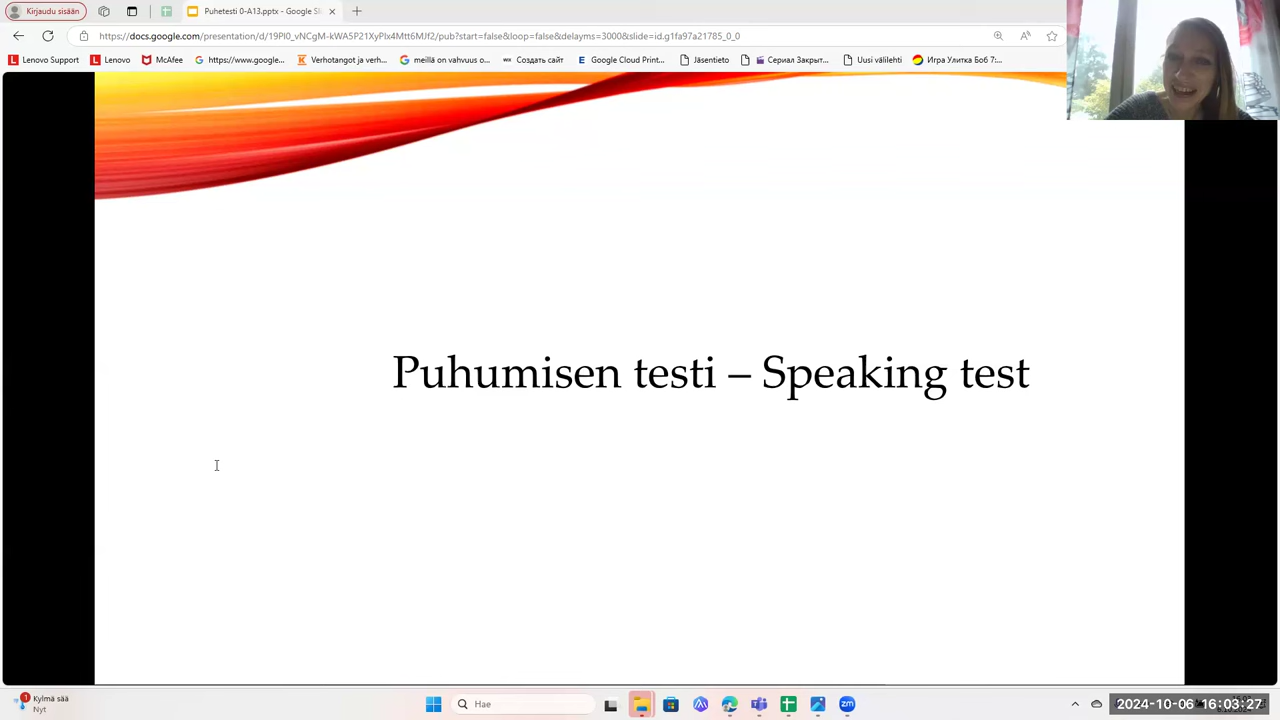 Kirjaudu sisään
Puhetesti 0-A13.pptx - Google Sl
https://docs.google.com/presentation/d/19Pl0_vNCgM-kWA5P21XyPlx4Mtt6MJf2/pub?start=false&loop=false&delayms=3000&slide=id.g1fa97a21785_0_0
Lenovo Support
Lenovo
McAfee
https://www.google...
Verhotangot ja verh...
meillä on vahvuus o...
Создать сайт
Google Cloud Print...
Jäsentieto
Сериал Закрыт...
Uusi välilehti
Игра Улитка Боб 7:...
Puhumisen testi – Speaking test
1
Kylmä sää
Nyt
Hae
2024-10-06 16:03:27